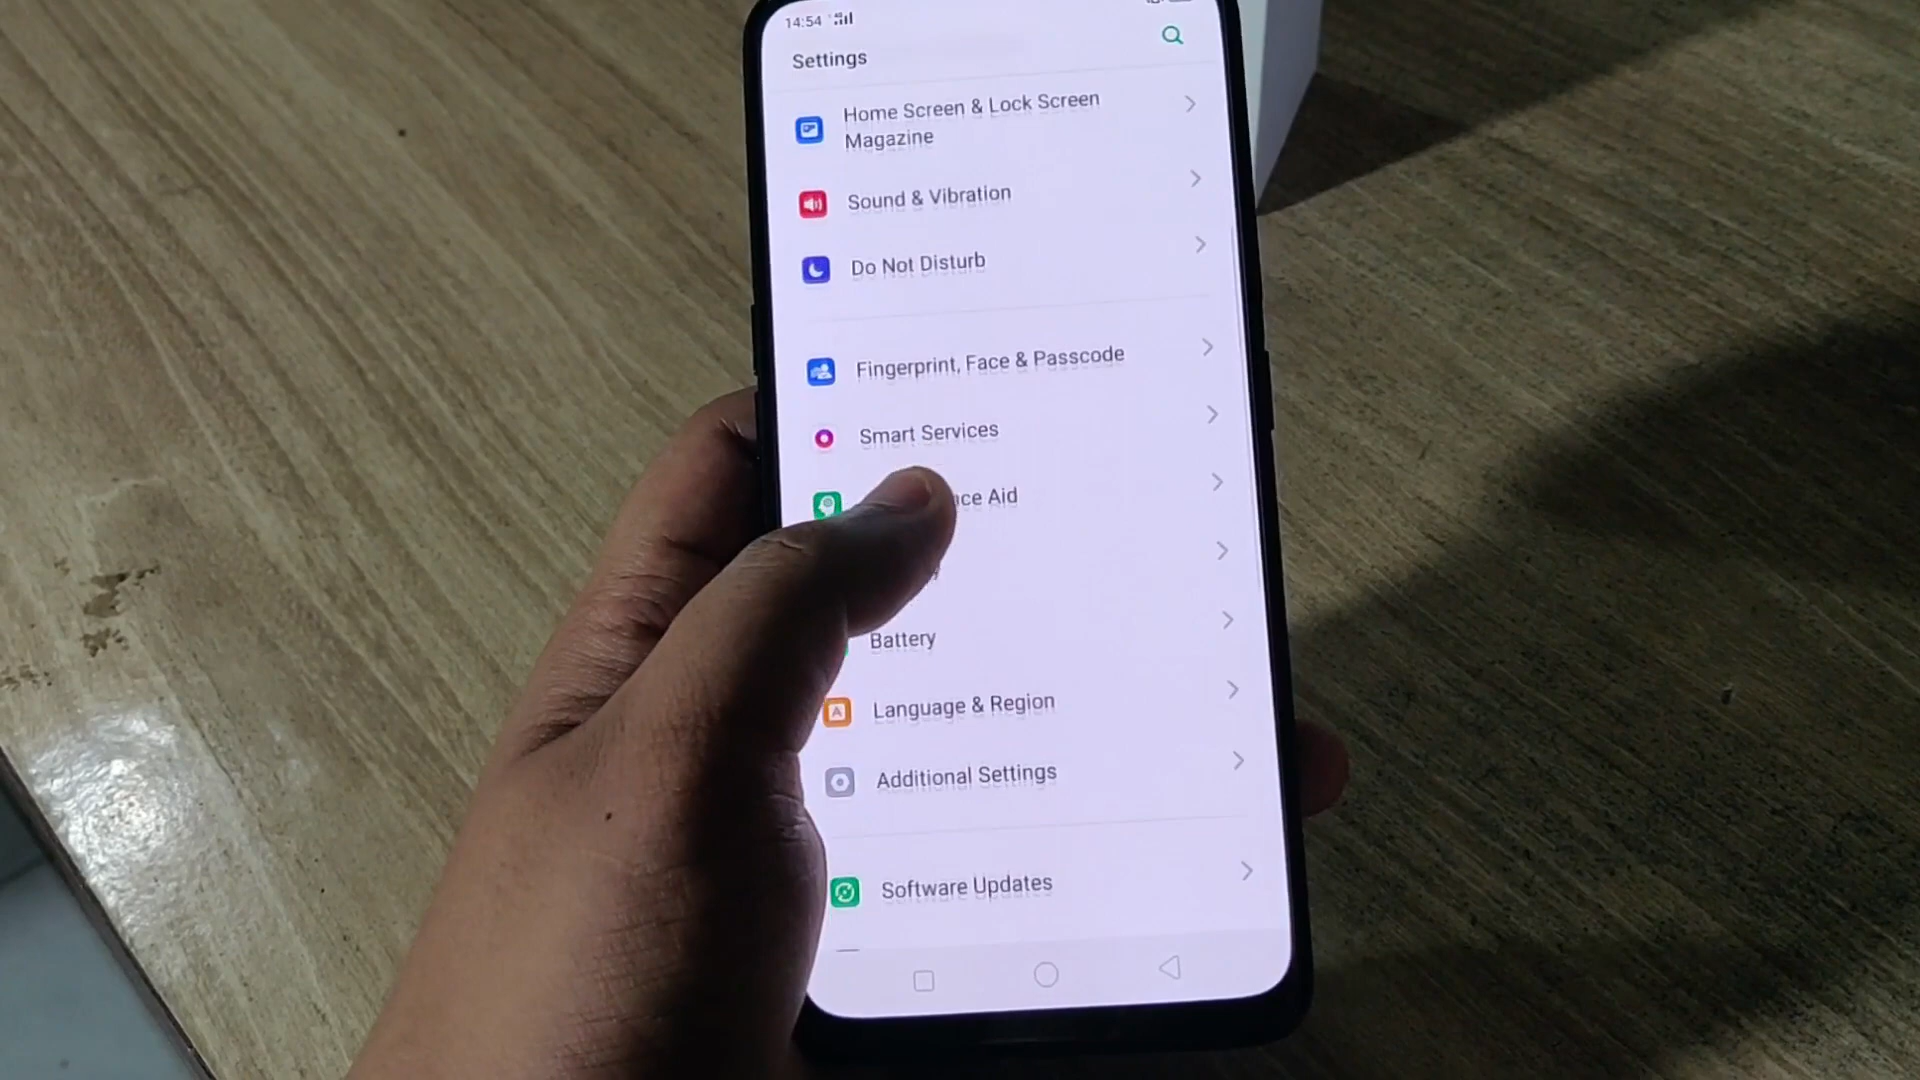 14:54
Settings
Home Screen & Lock Screen
Magazine
Sound & Vibration
Do Not Disturb
Fingerprint, Face & Passcode
Smart Services
Aid
Battery
Language & Region
Additional Settings
Software Updates